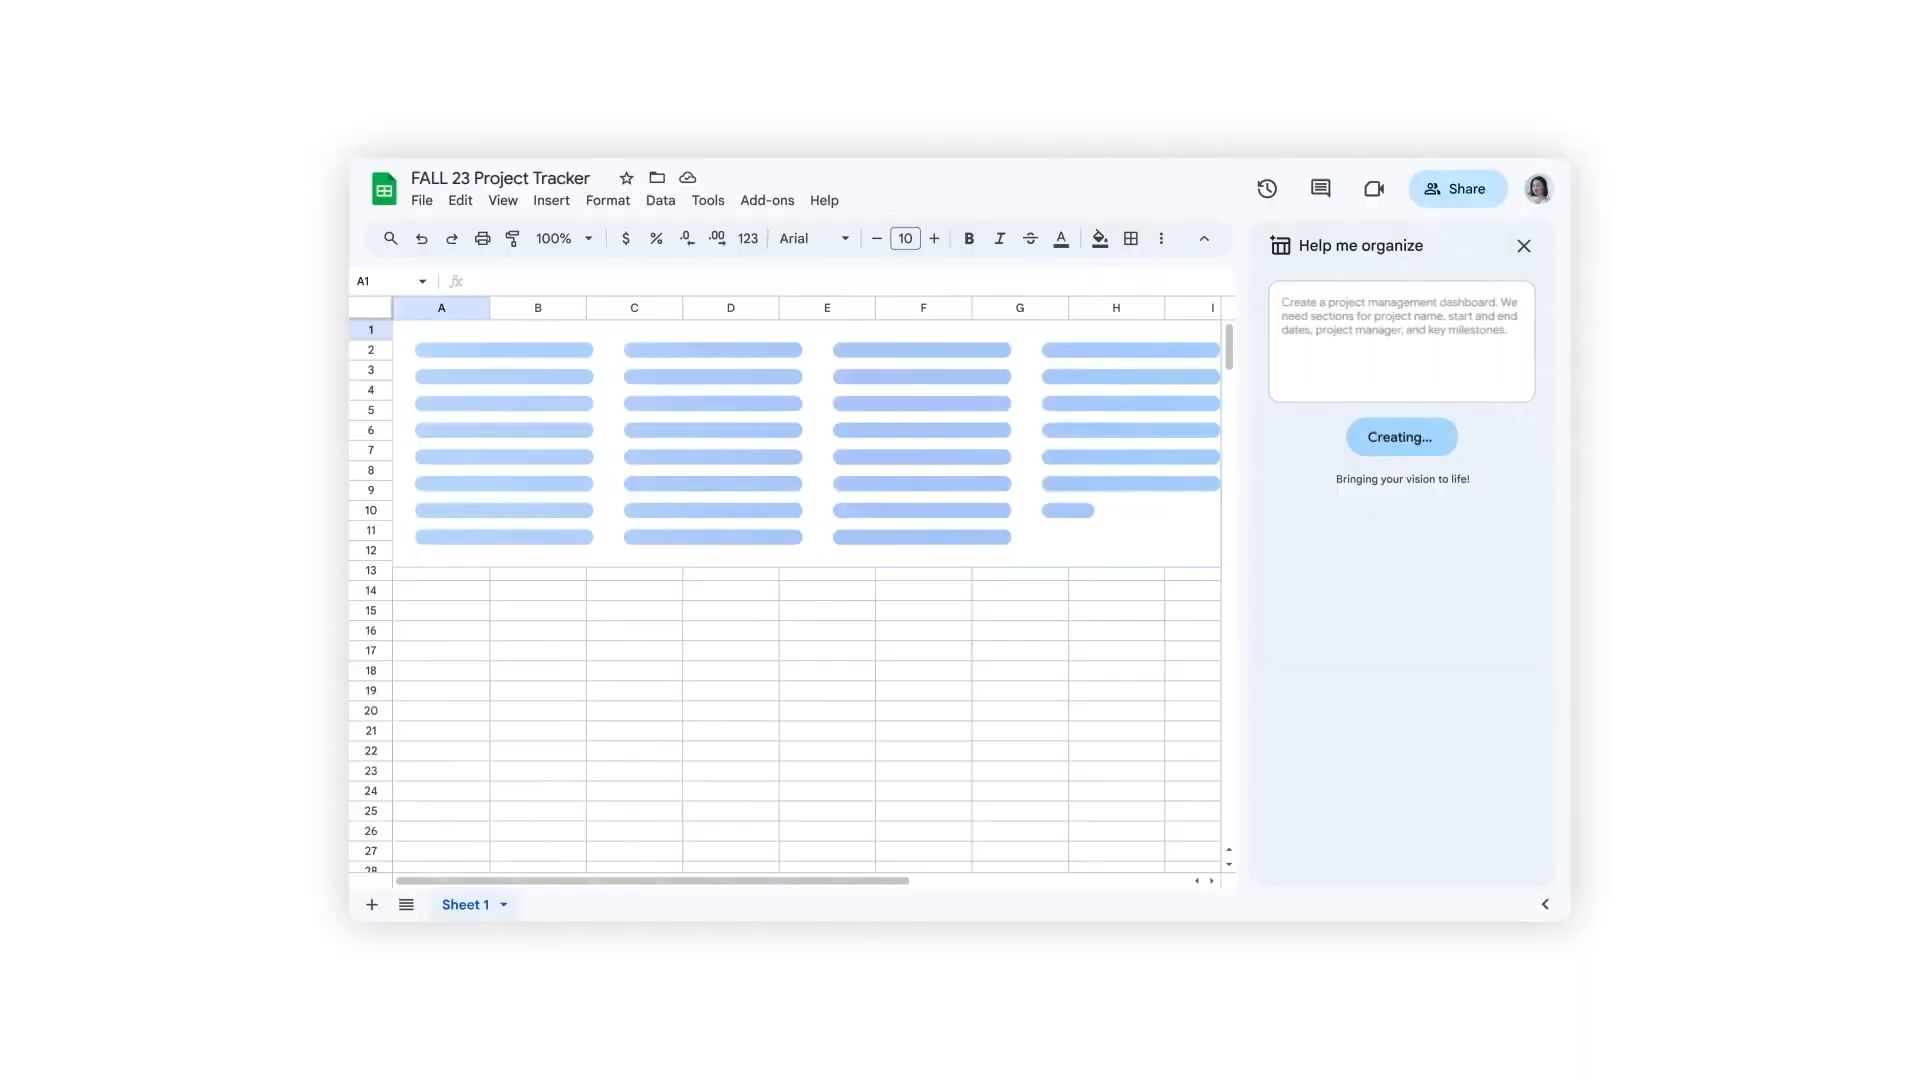 FALL 23 Project Tracker
File Edit View Insert Format Data Tools Add-ons Help
Share
100% $ % .0 .00 123 Arial 10 B I A
Help me organize
A1 fx
A B C D E F G H I
Create a project management dashboard. We
need sections for project name, start and end
dates, project manager, and key milestones.
Creating...
Bringing your vision to life!
1
2
3
4
5
6
7
8
9
10
11
12
13
14
15
16
17
18
19
20
21
22
23
24
25
26
27
28
Sheet 1